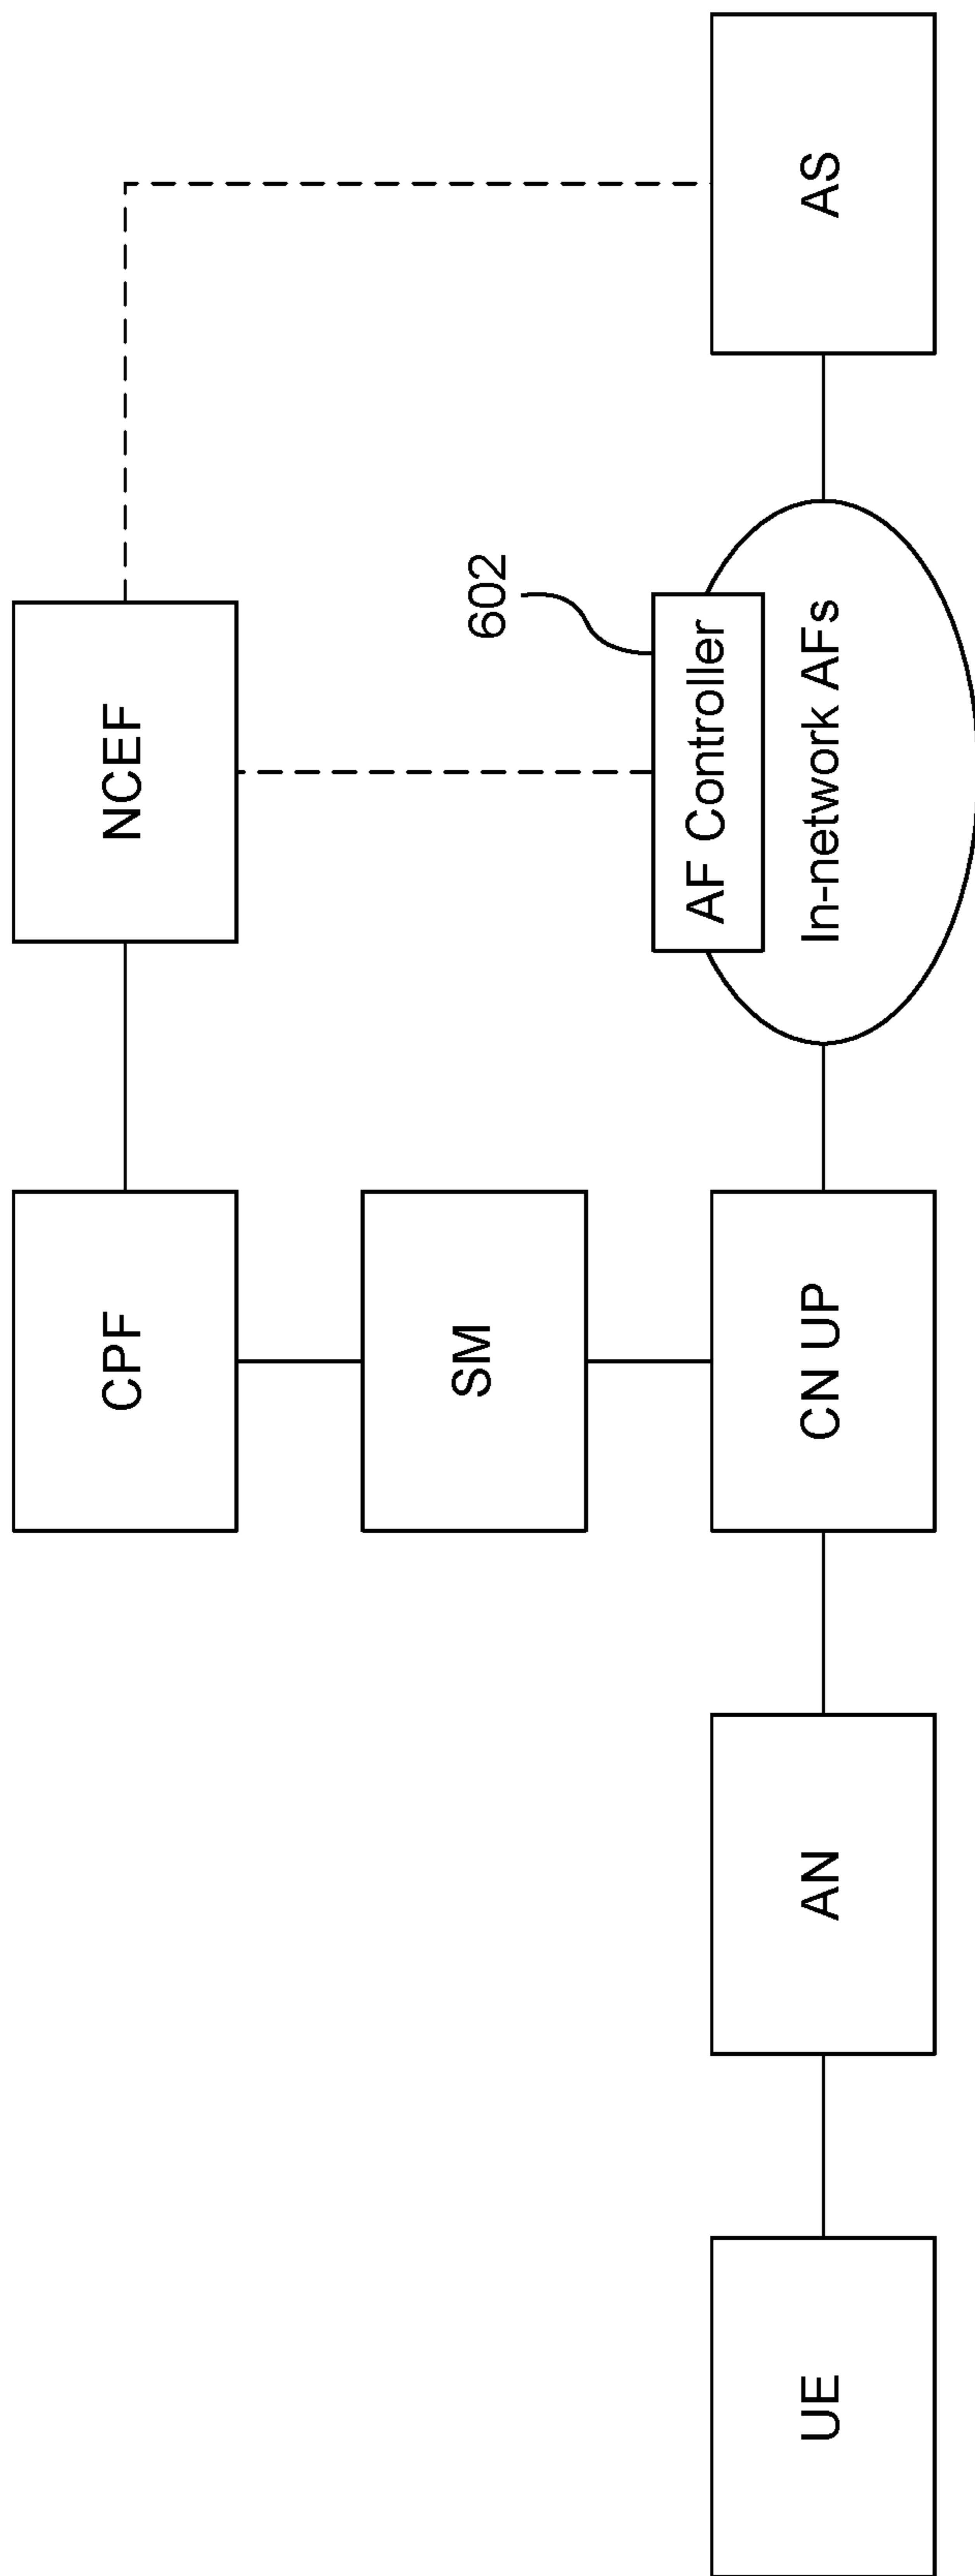 CPF
NCEF
SM
602
AF Controller
In-network AFs
UE
AN
CN UP
AS